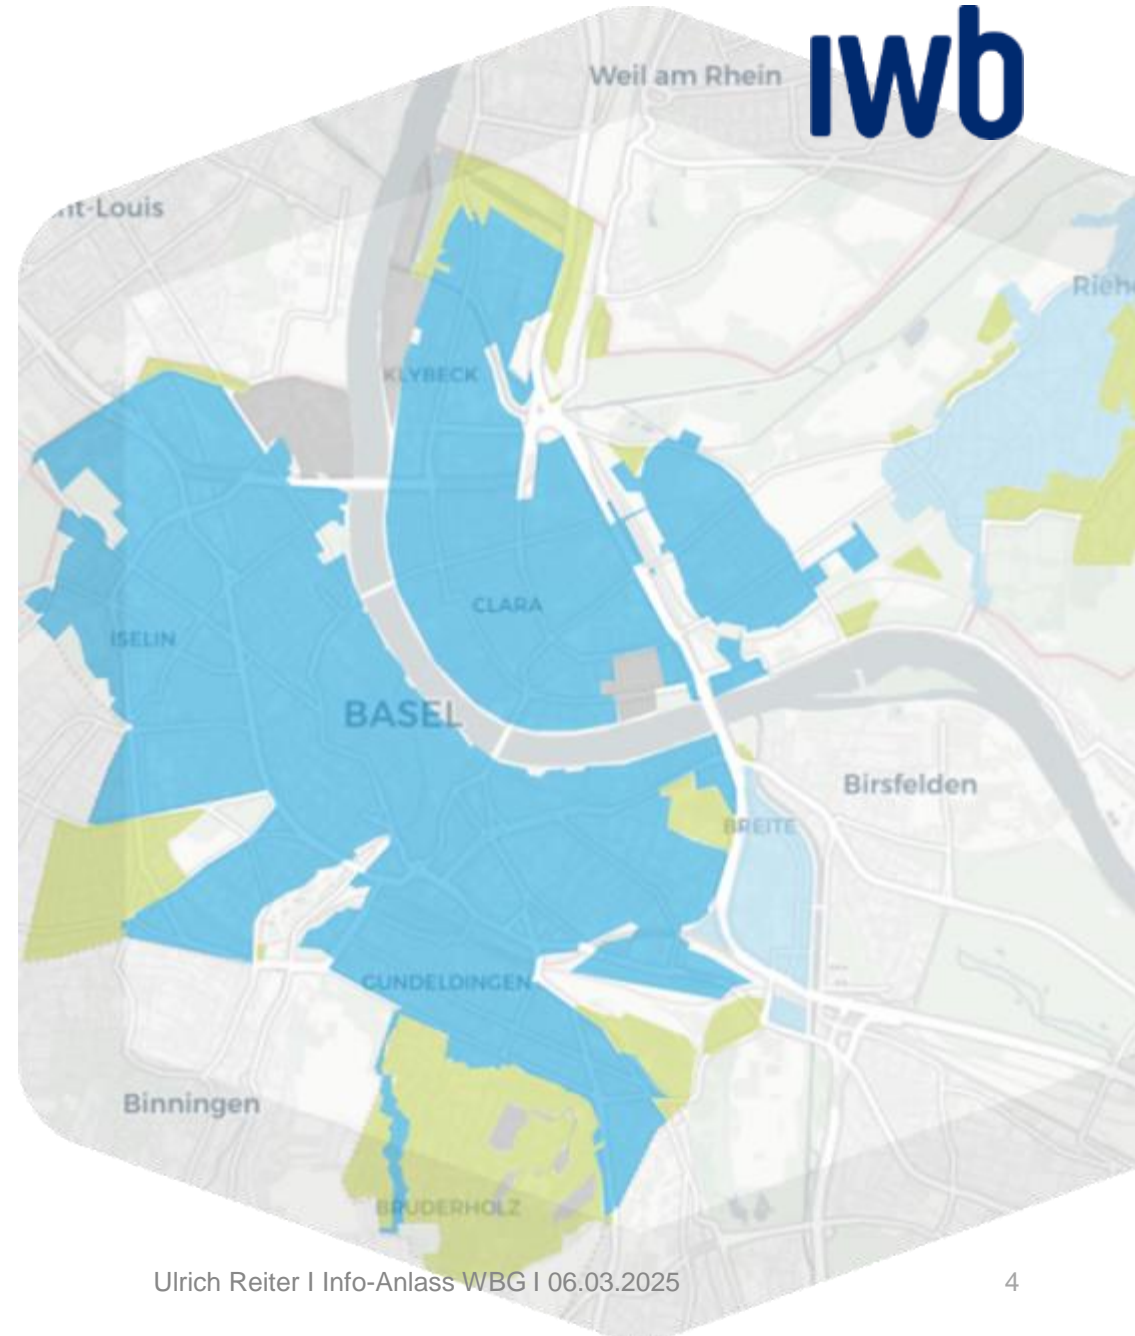 iwb
Weil am Rhein
nt-Louis
Riehe
KLYBECK
CLARA
ISELIN
BASEL
Birsfelden
BREITE
GUNDELDINGEN
Binningen
BRUDERHOLZ
Ulrich Reiter I Info-Anlass WBG I 06.03.2025 4